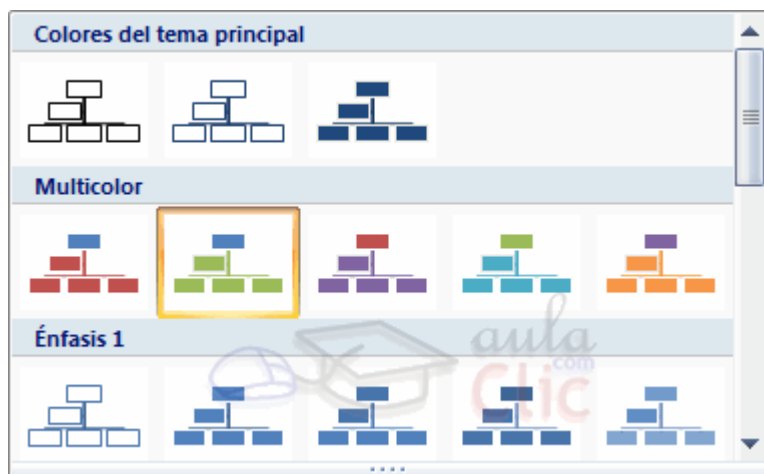 Colores del tema principal
Multicolor
Énfasis 1
aula
.com
Clic